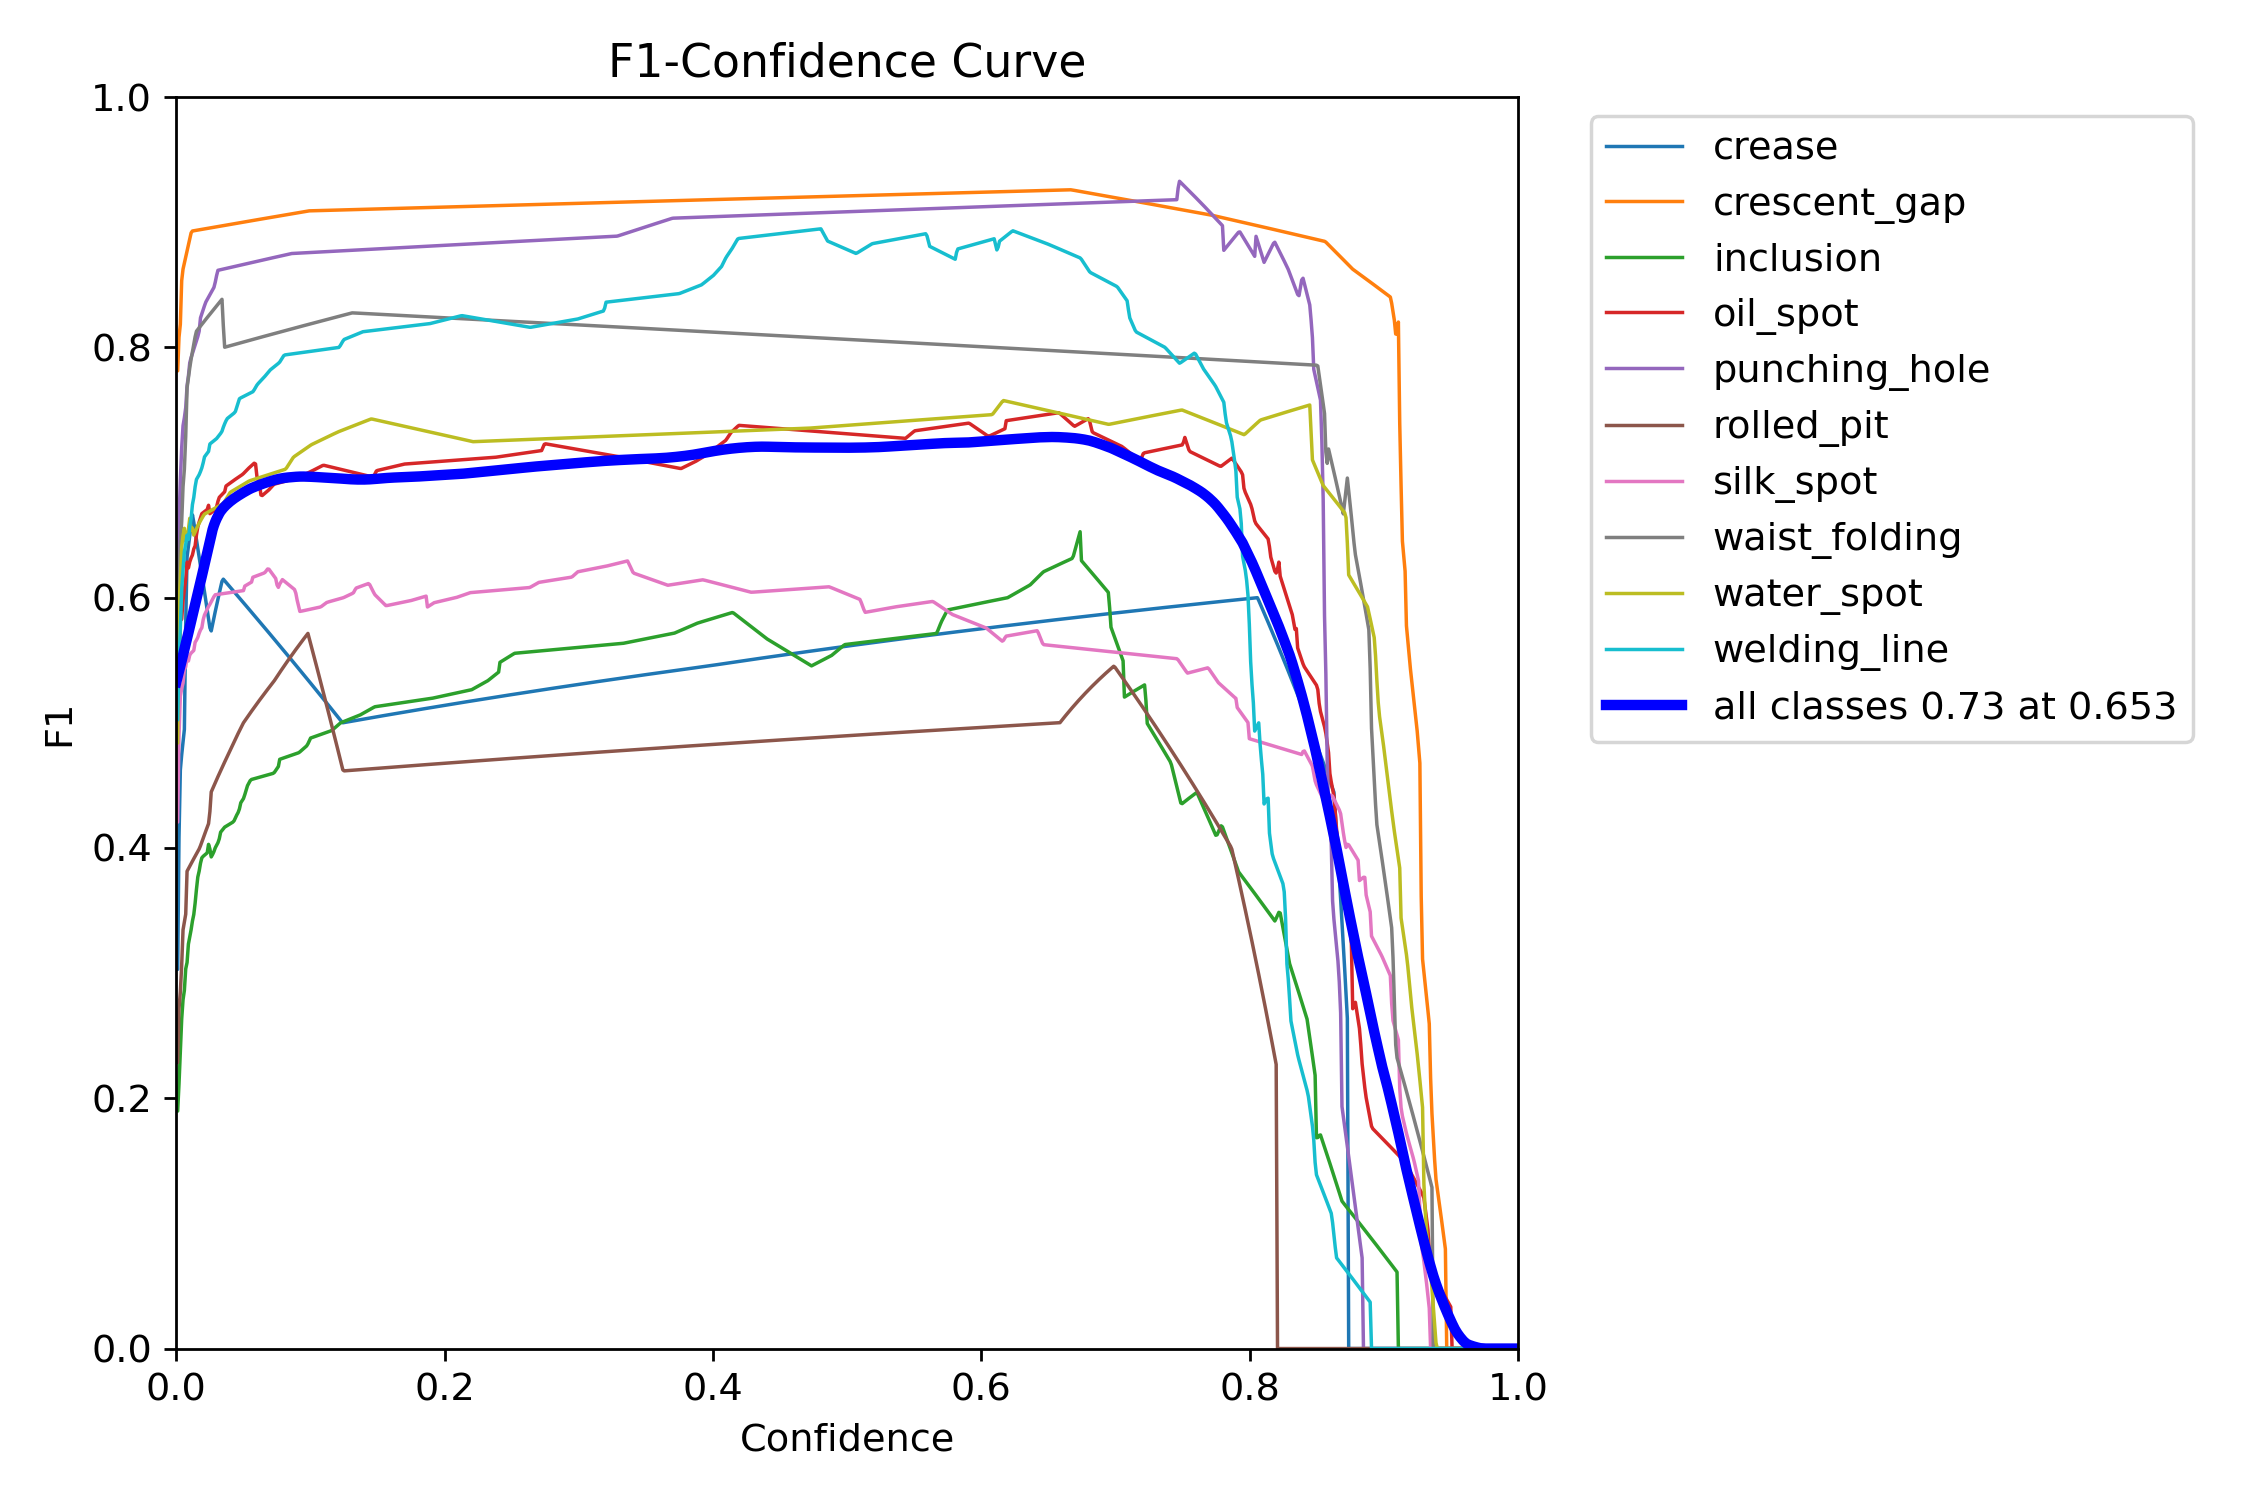 F1-Confidence Curve
1.0
0.8
0.6
0.4
0.2
0.0
F1
0.0 0.2 0.4 0.6 0.8 1.0
Confidence
crease
crescent_gap
inclusion
oil_spot
punching_hole
rolled_pit
silk_spot
waist_folding
water_spot
welding_line
all classes 0.73 at 0.653